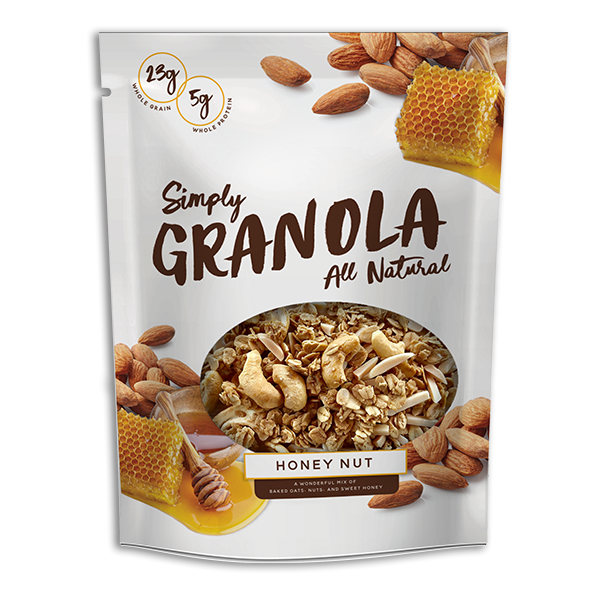 23g
WHOLE GRAIN
5g
WHOLE PROTEIN
Simply
GRANOLA
All Natural
HONEY NUT
A WONDERFUL MIX OF
BAKED OATS· NUTS· AND SWEET HONEY